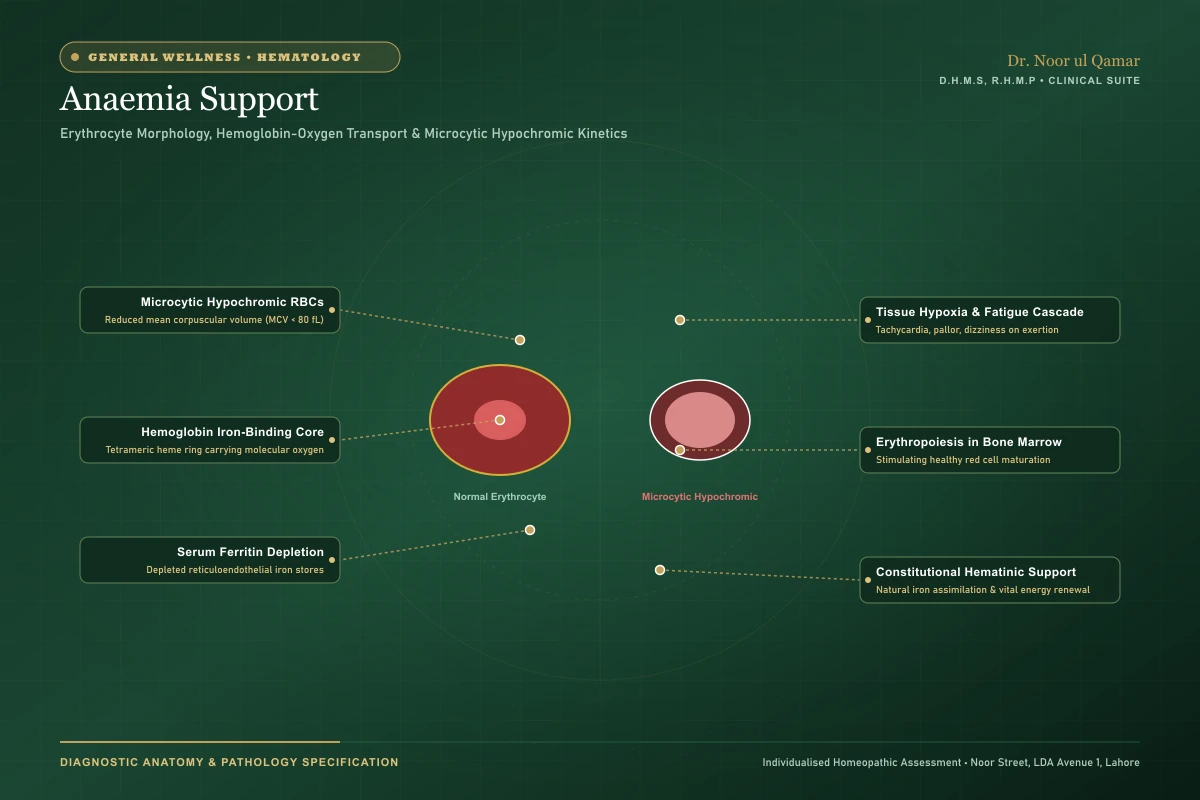 GENERAL WELLNESS • HEMATOLOGY
Anaemia Support
Erythrocyte Morphology, Hemoglobin-Oxygen Transport & Microcytic Hypochromic Kinetics
Dr. Noor ul Qamar
D.H.M.S, R.H.M.P • CLINICAL SUITE
Microcytic Hypochromic RBCs
Reduced mean corpuscular volume (MCV < 80 fL)
Hemoglobin Iron-Binding Core
Tetrameric heme ring carrying molecular oxygen
Serum Ferritin Depletion
Depleted reticuloendothelial iron stores
Normal Erythrocyte
Microcytic Hypochromic
Tissue Hypoxia & Fatigue Cascade
Tachycardia, pallor, dizziness on exertion
Erythropoiesis in Bone Marrow
Stimulating healthy red cell maturation
Constitutional Hematinic Support
Natural iron assimilation & vital energy renewal
DIAGNOSTIC ANATOMY & PATHOLOGY SPECIFICATION
Individualised Homeopathic Assessment • Noor Street, LDA Avenue 1, Lahore